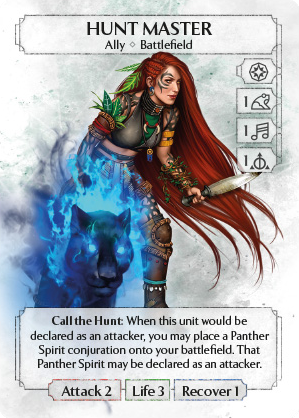 HUNT MASTER
Ally ⬦ Battlefield
1
1
1
Call the Hunt: When this unit would be
declared as an attacker, you may place a Panther
Spirit conjuration onto your battlefield. That
Panther Spirit may be declared as an attacker.
Attack 2 Life 3 Recover 1